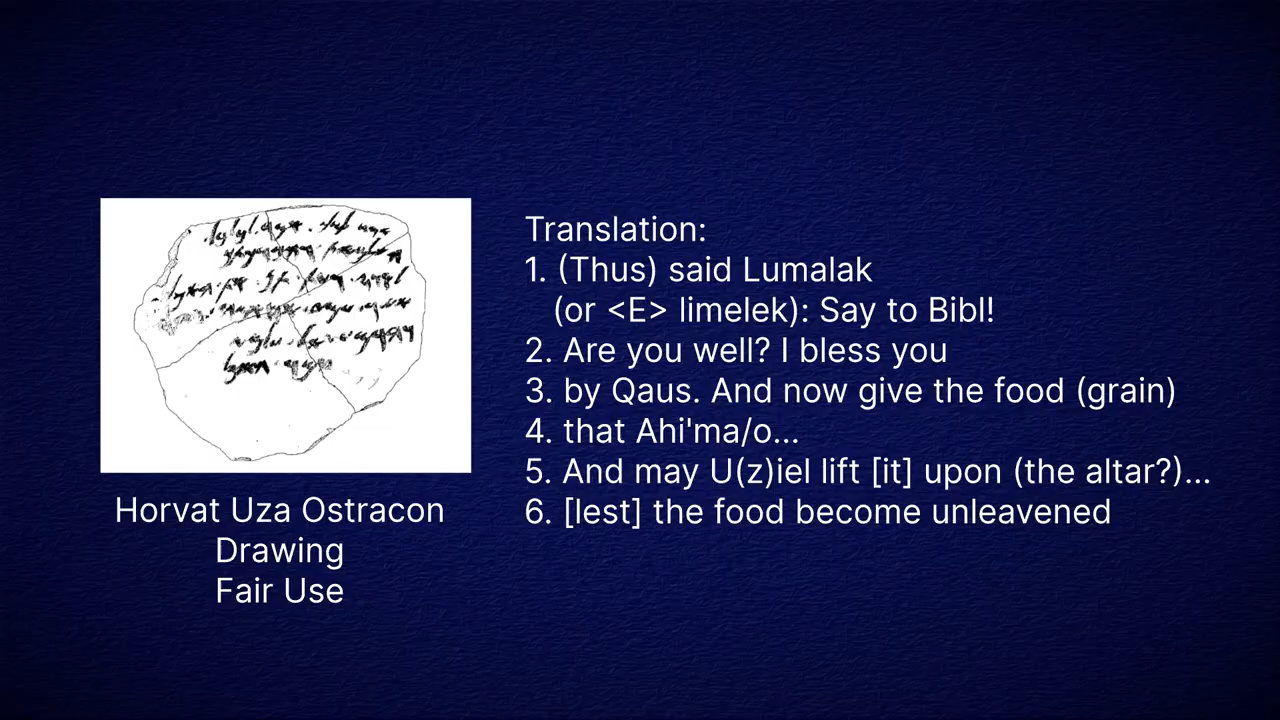 Translation:
1. (Thus) said Lumalak
(or <E> limelek): Say to Bibl!
2. Are you well? I bless you
3. by Qaus. And now give the food (grain)
4. that Ahi'ma/o...
5. And may U(z)iel lift [it] upon (the altar?)...
6. [lest] the food become unleavened
Horvat Uza Ostracon
Drawing
Fair Use